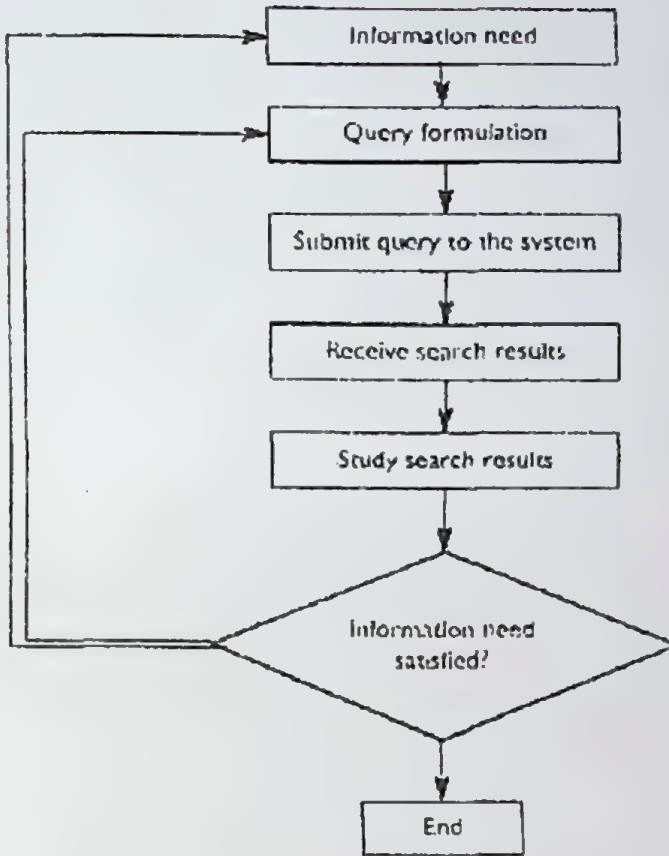 Information need
Query formulation
Submit query to the system
Receive search results
Study search results
Information need
satisfied?
End